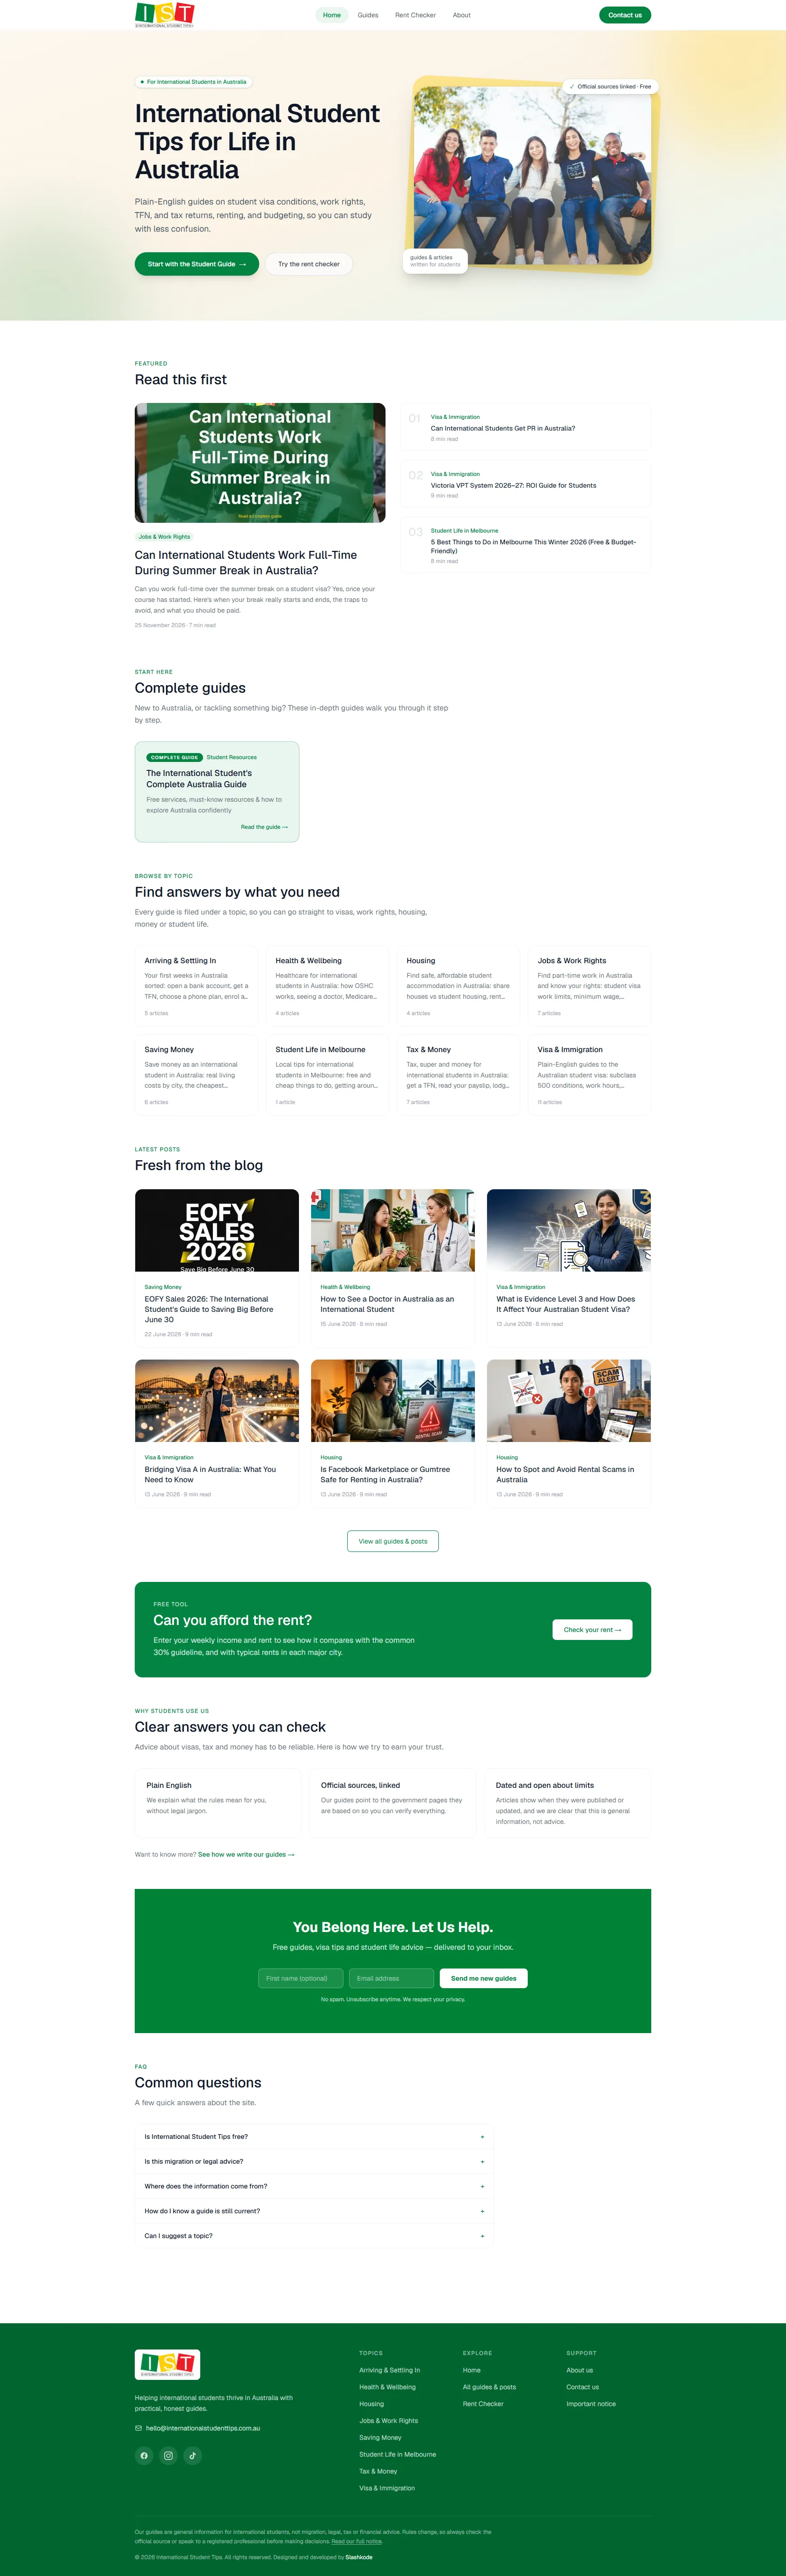 IST
INTERNATIONAL STUDENT TIPS
Home
Guides
Rent Checker
About
Contact us
For International Students in Australia
International Student
Tips for Life in
Australia
Plain-English guides on student visa conditions, work rights,
TFN, and tax returns, renting, and budgeting, so you can study
with less confusion.
Start with the Student Guide →
Try the rent checker
✓ Official sources linked · Free
guides & articles
written for students
FEATURED
Read this first
Can International
Students Work
Full-Time During
Summer Break in
Australia?
Jobs & Work Rights
Can International Students Work Full-Time
During Summer Break in Australia?
Can you work full-time over the summer break on a student visa? Yes, once your
course has started. Here's when your break really starts and ends, the traps to
avoid, and what you should be paid.
25 November 2026 · 7 min read
01
Visa & Immigration
Can International Students Get PR in Australia?
8 min read
02
Visa & Immigration
Victoria VPT System 2026–27: ROI Guide for Students
9 min read
03
Student Life in Melbourne
5 Best Things to Do in Melbourne This Winter 2026 (Free & Budget-
Friendly)
8 min read
START HERE
Complete guides
New to Australia, or tackling something big? These in-depth guides walk you through it step
by step.
COMPLETE GUIDE
Student Resources
The International Student's
Complete Australia Guide
Free services, must-know resources & how to
explore Australia confidently
Read the guide →
BROWSE BY TOPIC
Find answers by what you need
Every guide is filed under a topic, so you can go straight to visas, work rights, housing,
money or student life.
Arriving & Settling In
Your first weeks in Australia
sorted: open a bank account, get a
TFN, choose a phone plan, enrol a...
5 articles
Health & Wellbeing
Healthcare for international
students in Australia: how OSHC
works, seeing a doctor, Medicare...
4 articles
Housing
Find safe, affordable student
accommodation in Australia: share
houses vs student housing, rent...
4 articles
Jobs & Work Rights
Find part-time work in Australia
and know your rights: student visa
work limits, minimum wage,...
7 articles
Saving Money
Save money as an international
student in Australia: real living
costs by city, the cheapest...
6 articles
Student Life in Melbourne
Local tips for international
students in Melbourne: free and
cheap things to do, getting aroun...
1 article
Tax & Money
Tax, super and money for
international students in Australia:
get a TFN, read your payslip, lodg...
7 articles
Visa & Immigration
Plain-English guides to the
Australian student visa: subclass
500 conditions, work hours,...
11 articles
LATEST POSTS
Fresh from the blog
EOFY
SALES
2026
Save Big Before June 30
Saving Money
EOFY Sales 2026: The International
Student's Guide to Saving Big Before
June 30
22 June 2026 · 9 min read
Health & Wellbeing
How to See a Doctor in Australia as an
International Student
15 June 2026 · 8 min read
3
Visa & Immigration
What is Evidence Level 3 and How Does
It Affect Your Australian Student Visa?
13 June 2026 · 8 min read
Visa & Immigration
Bridging Visa A in Australia: What You
Need to Know
13 June 2026 · 9 min read
RENTAL SCAM
Housing
Is Facebook Marketplace or Gumtree
Safe for Renting in Australia?
13 June 2026 · 9 min read
SCAM
ALERT
Housing
How to Spot and Avoid Rental Scams in
Australia
13 June 2026 · 9 min read
View all guides & posts
FREE TOOL
Can you afford the rent?
Enter your weekly income and rent to see how it compares with the common
30% guideline, and with typical rents in each major city.
Check your rent →
WHY STUDENTS USE US
Clear answers you can check
Advice about visas, tax and money has to be reliable. Here is how we try to earn your trust.
Plain English
We explain what the rules mean for you,
without legal jargon.
Official sources, linked
Our guides point to the government pages they
are based on so you can verify everything.
Dated and open about limits
Articles show when they were published or
updated, and we are clear that this is general
information, not advice.
Want to know more? See how we write our guides →
You Belong Here. Let Us Help.
Free guides, visa tips and student life advice — delivered to your inbox.
First name (optional)
Email address
Send me new guides
No spam. Unsubscribe anytime. We respect your privacy.
FAQ
Common questions
A few quick answers about the site.
Is International Student Tips free? +
Is this migration or legal advice? +
Where does the information come from? +
How do I know a guide is still current? +
Can I suggest a topic? +
IST
INTERNATIONAL STUDENT TIPS
Helping international students thrive in Australia with
practical, honest guides.
hello@internationalstudenttips.com.au
TOPICS
Arriving & Settling In
Health & Wellbeing
Housing
Jobs & Work Rights
Saving Money
Student Life in Melbourne
Tax & Money
Visa & Immigration
EXPLORE
Home
All guides & posts
Rent Checker
SUPPORT
About us
Contact us
Important notice
Our guides are general information for international students, not migration, legal, tax or financial advice. Rules change, so always check the
official source or speak to a registered professional before making decisions. Read our full notice.
© 2026 International Student Tips. All rights reserved. Designed and developed by Slashkode